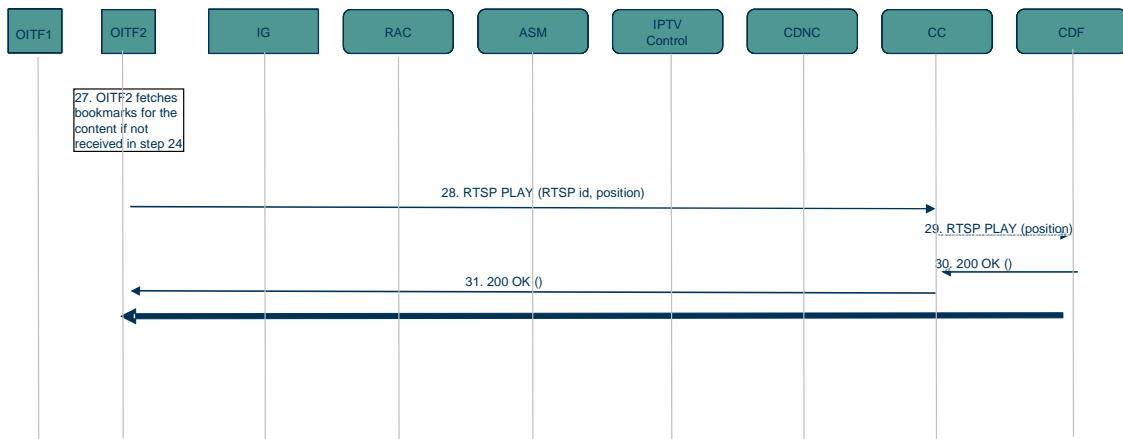 OITF1
OITF2
IG
RAC
ASM
IPTV
Control
CDNC
CC
CDF
27. OITF2 fetches
bookmarks for the
content if not
received in step 24
28. RTSP PLAY (RTSP id, position)
29. RTSP PLAY (position)
30. 200 OK ()
31. 200 OK ()